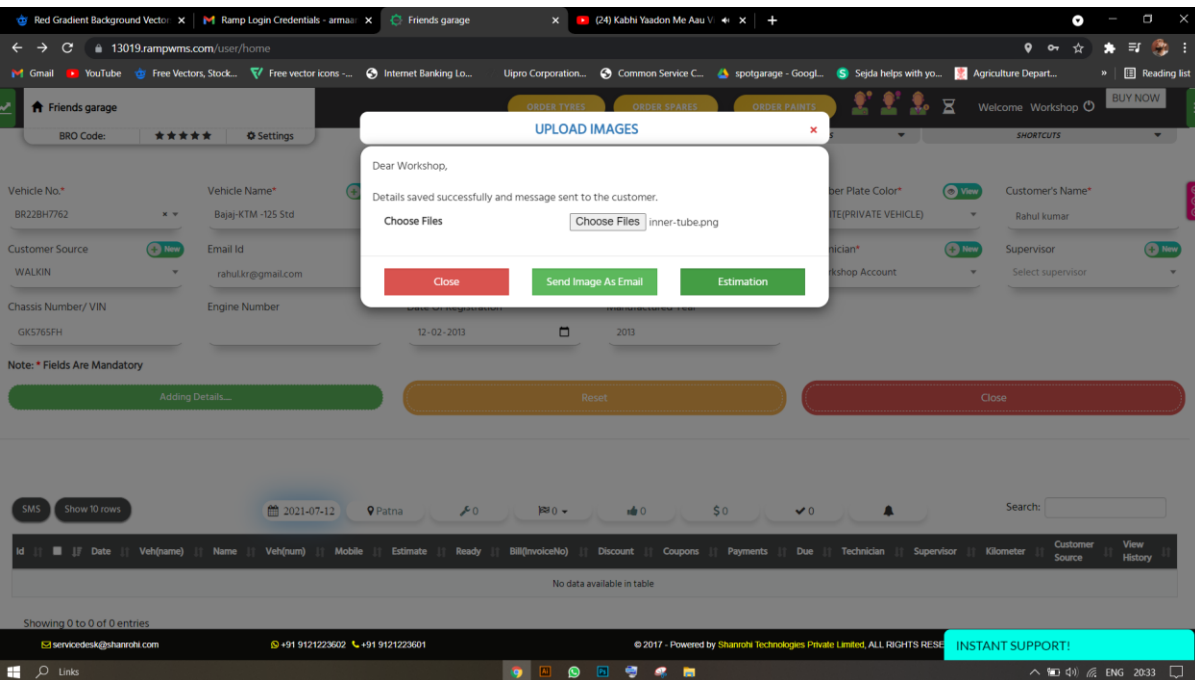 Red Gradient Background Vector
Ramp Login Credentials - armaar
Friends garage
(24) Kabhi Yaadon Me Aau V
13019.rampwms.com/user/home
Gmail YouTube Free Vectors, Stock... Free vector icons -... Internet Banking Lo... Uipro Corporation... Common Service C... spotgarage - Googl... Sejda helps with yo... Agriculture Depart... » Reading list
Friends garage ORDER TYRES ORDER SPARES ORDER PAINTS Welcome Workshop BUY NOW
BRO Code: ★★★★★ Settings SHORTCUTS
UPLOAD IMAGES ×
Dear Workshop,
Details saved successfully and message sent to the customer.
Choose Files Choose Files inner-tube.png
Close Send Image As Email Estimation
Vehicle No.* Vehicle Name* ber Plate Color* View Customer's Name*
BR22BH7762 Bajaj-KTM -125 Std ITE(PRIVATE VEHICLE) Rahul kumar
Customer Source New Email Id nician* New Supervisor New
WALKIN rahul.kr@gmail.com rkshop Account Select supervisor
Chassis Number/ VIN Engine Number Date Of Registration Manufactured Year
GK5765FH 12-02-2013 2013
Note: * Fields Are Mandatory
Adding Details.... Reset Close
SMS Show 10 rows 2021-07-12 Patna 0 0 0 $ 0 0 Search:
Id Date Veh(name) Name Veh(num) Mobile Estimate Ready Bill(InvoiceNo) Discount Coupons Payments Due Technician Supervisor Kilometer Customer Source View History
No data available in table
Showing 0 to 0 of 0 entries
servicedesk@shanrohi.com +91 9121223602 +91 9121223601 © 2017 - Powered by Shanrohi Technologies Private Limited, ALL RIGHTS RESE INSTANT SUPPORT!
Links ENG 20:33